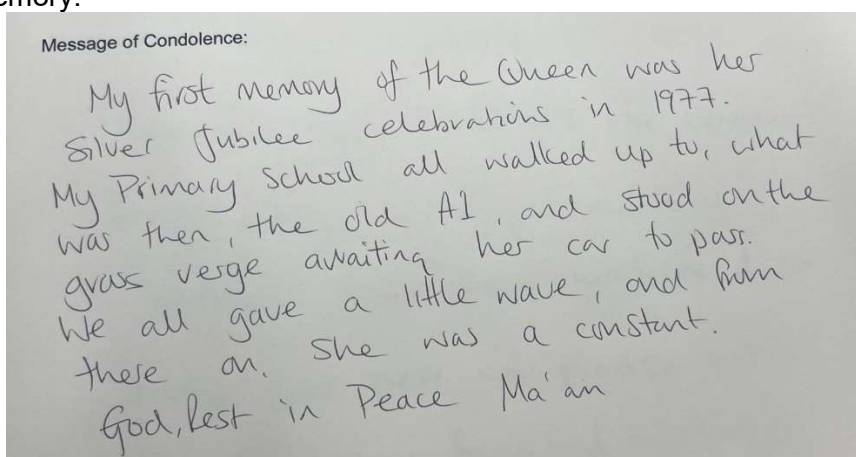 emory.
Message of Condolence:
My first memory of the Queen was her
Silver Jubilee celebrations in 1977.
My Primary School all walked up to, what
was then, the old A1, and stood on the
grass verge awaiting her car to pass.
We all gave a little wave, and from
there on, she was a constant.
God, Rest in Peace Ma'am